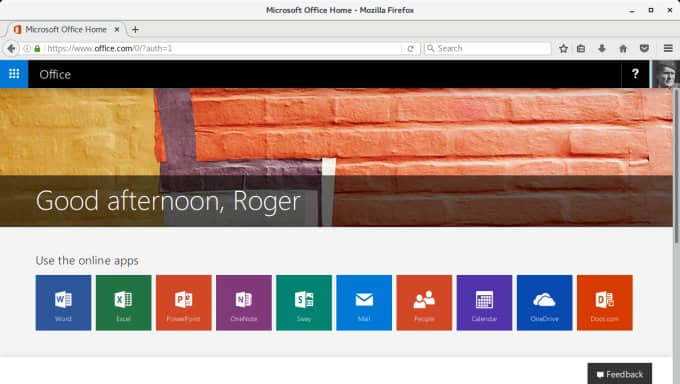 Microsoft Office Home - Mozilla Firefox
Microsoft Office Home
https://www.office.com/0/?auth=1
Search
Office
?
Good afternoon, Roger
Use the online apps
Word
Excel
PowerPoint
OneNote
Sway
Mail
People
Calendar
OneDrive
Docs.com
Feedback